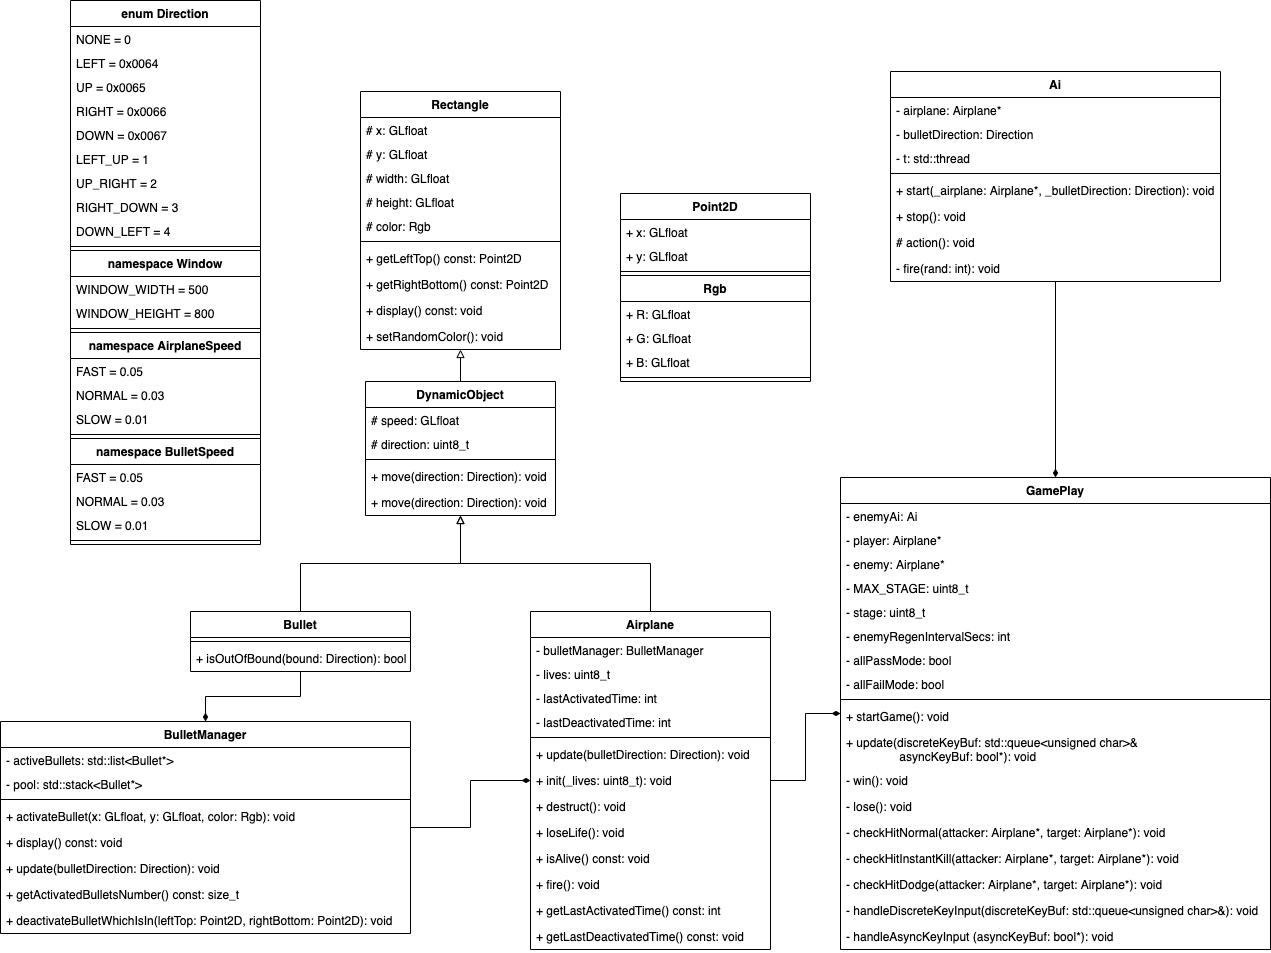 enum Direction
NONE = 0
LEFT = 0x0064
UP = 0x0065
RIGHT = 0x0066
DOWN = 0x0067
LEFT_UP = 1
UP_RIGHT = 2
RIGHT_DOWN = 3
DOWN_LEFT = 4
namespace Window
WINDOW_WIDTH = 500
WINDOW_HEIGHT = 800
namespace AirplaneSpeed
FAST = 0.05
NORMAL = 0.03
SLOW = 0.01
namespace BulletSpeed
FAST = 0.05
NORMAL = 0.03
SLOW = 0.01
Rectangle
# x: GLfloat
# y: GLfloat
# width: GLfloat
# height: GLfloat
# color: Rgb
+ getLeftTop() const: Point2D
+ getRightBottom() const: Point2D
+ display() const: void
+ setRandomColor(): void
DynamicObject
# speed: GLfloat
# direction: uint8_t
+ move(direction: Direction): void
+ move(direction: Direction): void
Point2D
+ x: GLfloat
+ y: GLfloat
Rgb
+ R: GLfloat
+ G: GLfloat
+ B: GLfloat
Ai
- airplane: Airplane*
- bulletDirection: Direction
- t: std::thread
+ start(_airplane: Airplane*, _bulletDirection: Direction): void
+ stop(): void
# action(): void
- fire(rand: int): void
Bullet
+ isOutOfBound(bound: Direction): bool
BulletManager
- activeBullets: std::list<Bullet*>
- pool: std::stack<Bullet*>
+ activateBullet(x: GLfloat, y: GLfloat, color: Rgb): void
+ display() const: void
+ update(bulletDirection: Direction): void
+ getActivatedBulletsNumber() const: size_t
+ deactivateBulletWhichIsIn(leftTop: Point2D, rightBottom: Point2D): void
Airplane
- bulletManager: BulletManager
- lives: uint8_t
- lastActivatedTime: int
- lastDeactivatedTime: int
+ update(bulletDirection: Direction): void
+ init(_lives: uint8_t): void
+ destruct(): void
+ loseLife(): void
+ isAlive() const: void
+ fire(): void
+ getLastActivatedTime() const: int
+ getLastDeactivatedTime() const: void
GamePlay
- enemyAi: Ai
- player: Airplane*
- enemy: Airplane*
- MAX_STAGE: uint8_t
- stage: uint8_t
- enemyRegenIntervalSecs: int
- allPassMode: bool
- allFailMode: bool
+ startGame(): void
+ update(discreteKeyBuf: std::queue<unsigned char>&
asyncKeyBuf: bool*): void
- win(): void
- lose(): void
- checkHitNormal(attacker: Airplane*, target: Airplane*): void
- checkHitInstantKill(attacker: Airplane*, target: Airplane*): void
- checkHitDodge(attacker: Airplane*, target: Airplane*): void
- handleDiscreteKeyInput(discreteKeyBuf: std::queue<unsigned char>&): void
- handleAsyncKeyInput (asyncKeyBuf: bool*): void